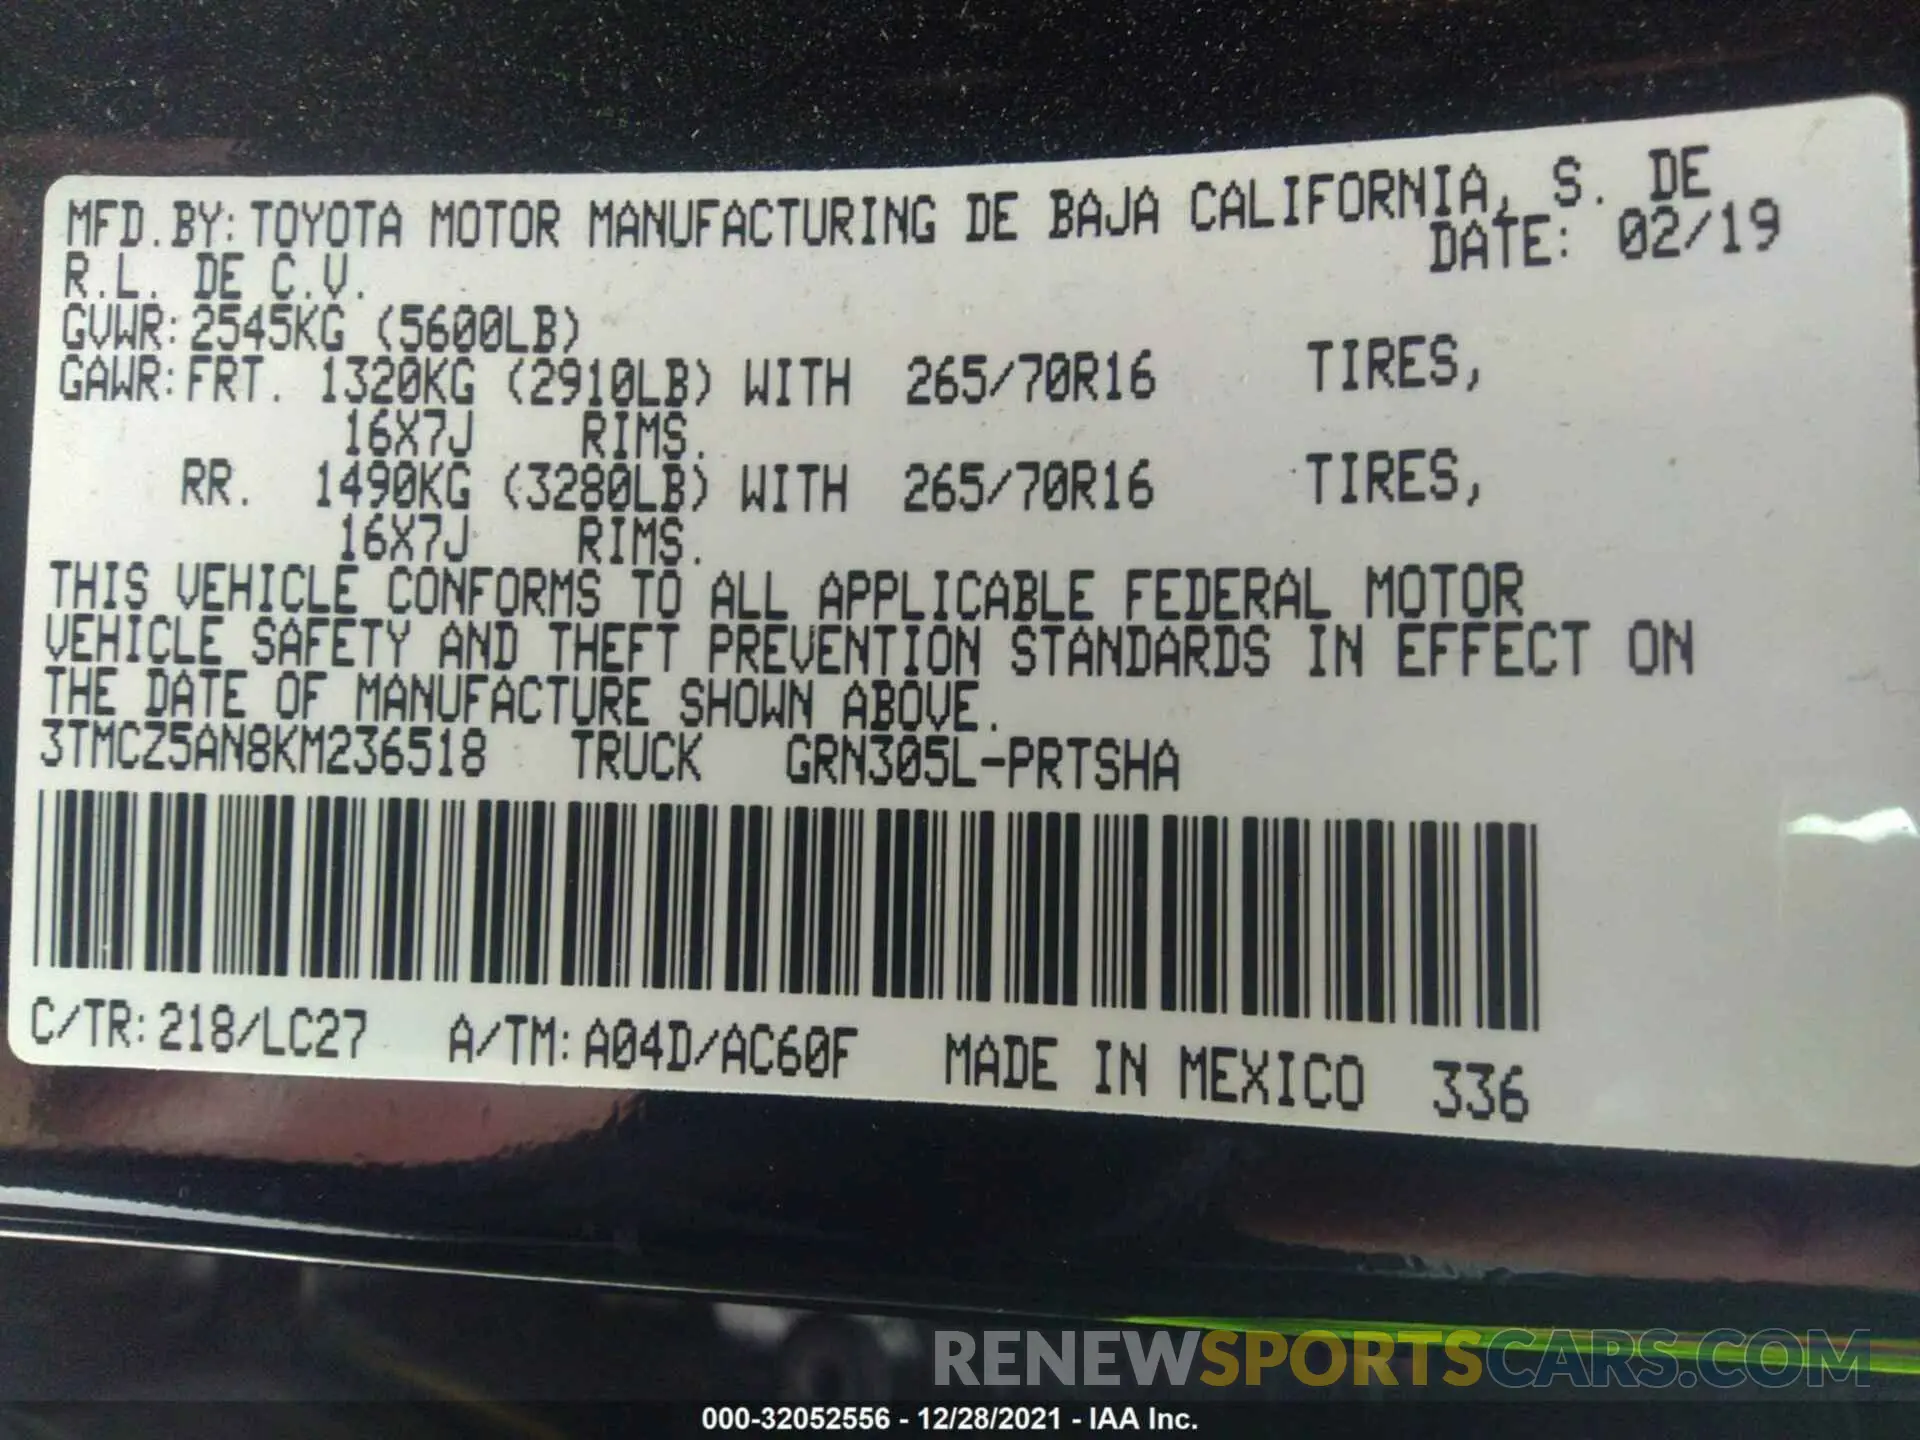 MFD.BY: TOYOTA MOTOR MANUFACTURING DE BAJA CALIFORNIA, S. DE
R.L. DE C.V. DATE: 02/19
GVWR: 2545KG (5600LB)
GAWR: FRT. 1320KG (2910LB) WITH 265/70R16 TIRES,
16X7J RIMS.
RR. 1490KG (3280LB) WITH 265/70R16 TIRES,
16X7J RIMS.
THIS VEHICLE CONFORMS TO ALL APPLICABLE FEDERAL MOTOR
VEHICLE SAFETY AND THEFT PREVENTION STANDARDS IN EFFECT ON
THE DATE OF MANUFACTURE SHOWN ABOVE.
3TMCZ5AN8KM236518 TRUCK GRN305L-PRTSHA
C/TR: 218/LC27 A/TM: A04D/AC60F MADE IN MEXICO 336
RENEWSPORTSCARS.COM
000-32052556 - 12/28/2021 - IAA Inc.